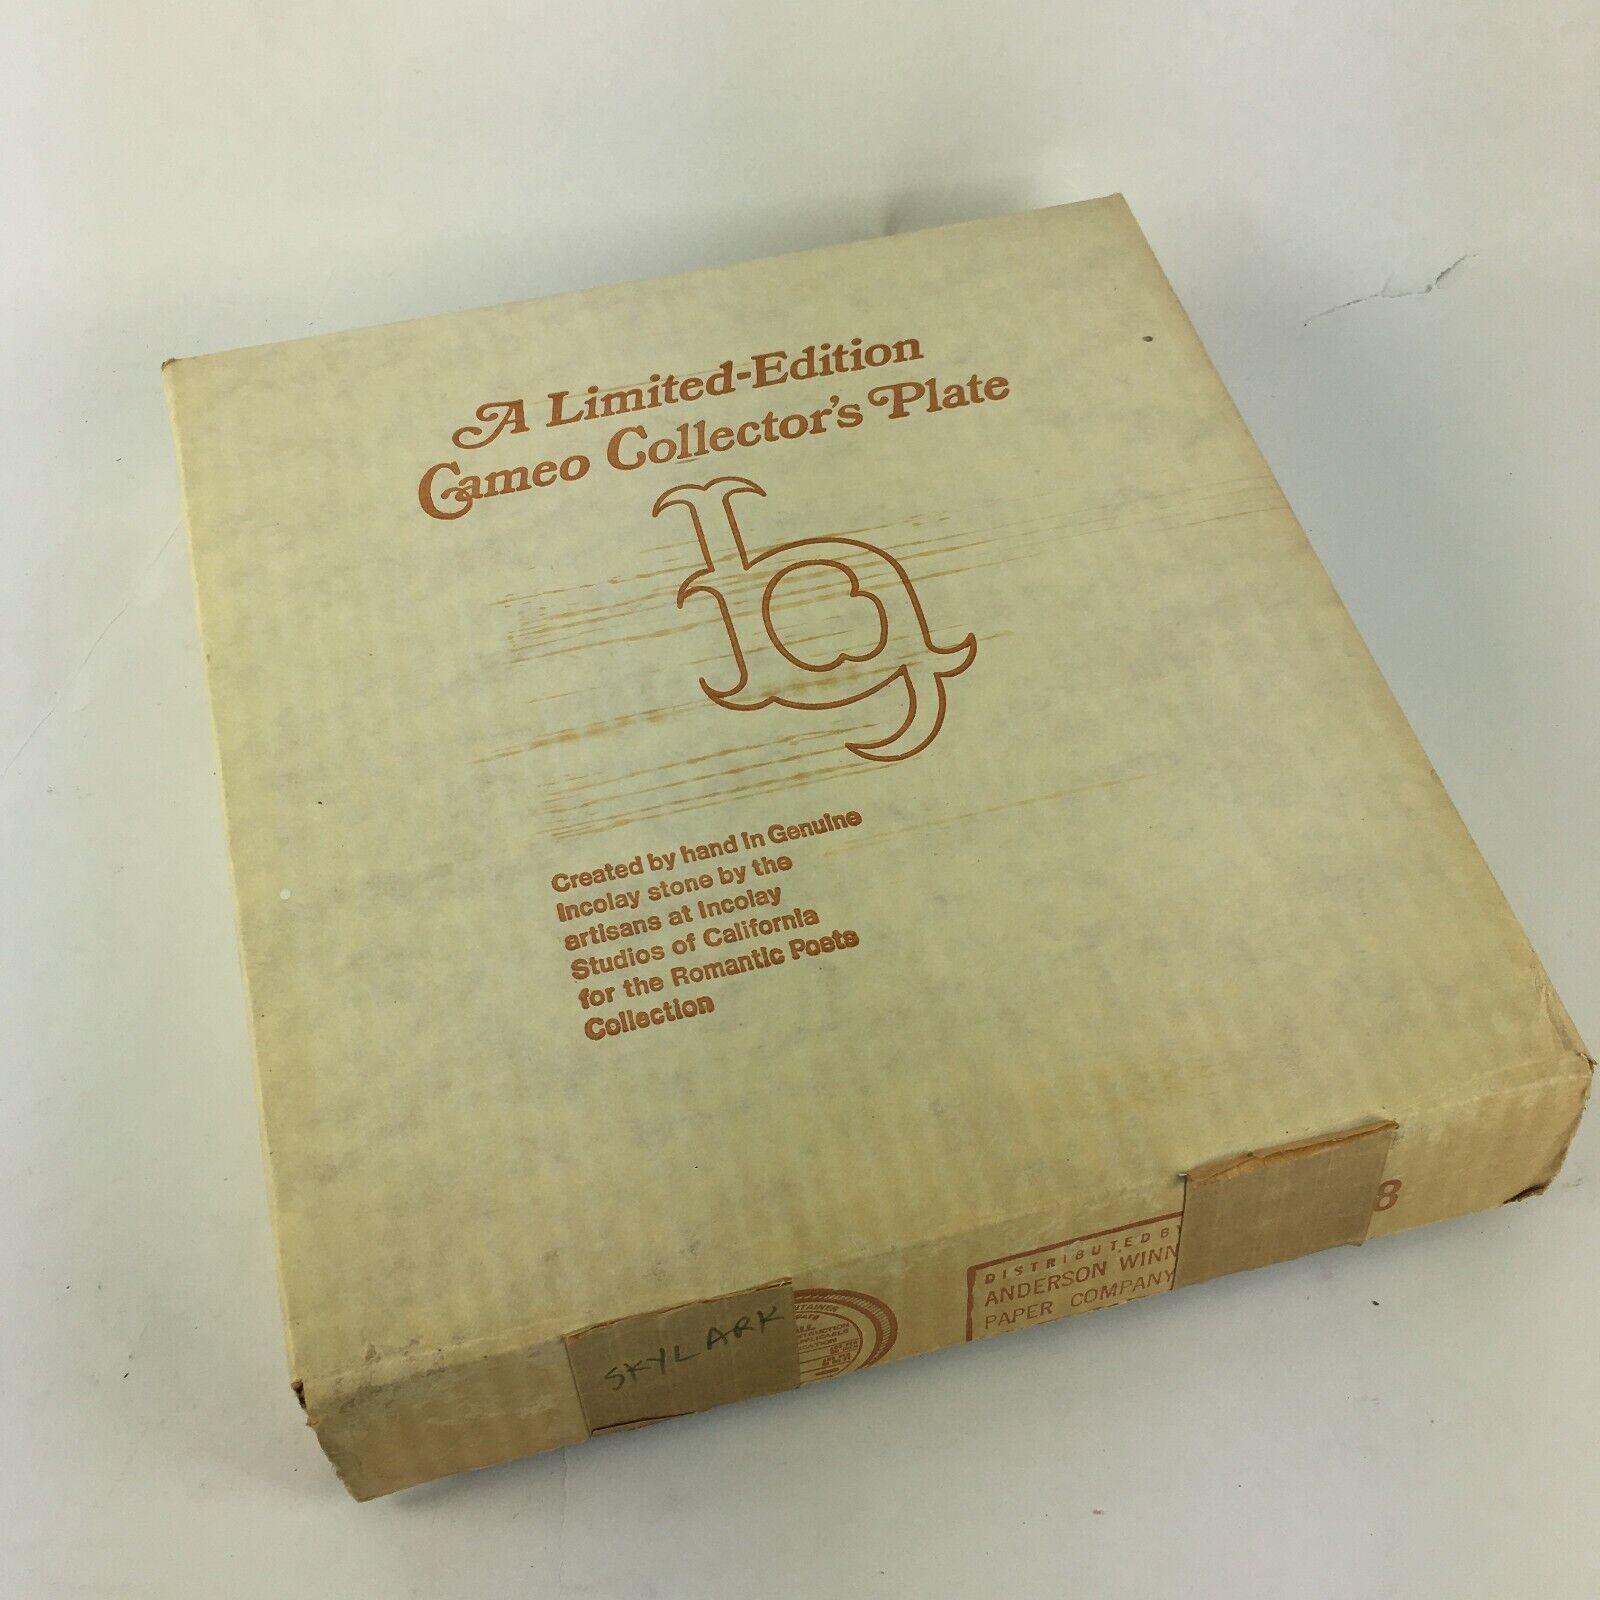 A Limited-Edition
Cameo Collector's Plate
Created by hand in Genuine
Incolay stone by the
artisans at Incolay
Studios of California
for the Romantic Poets
Collection
SKYLARK
DISTRIBUTED BY
ANDERSON WINN
PAPER COMPANY
8